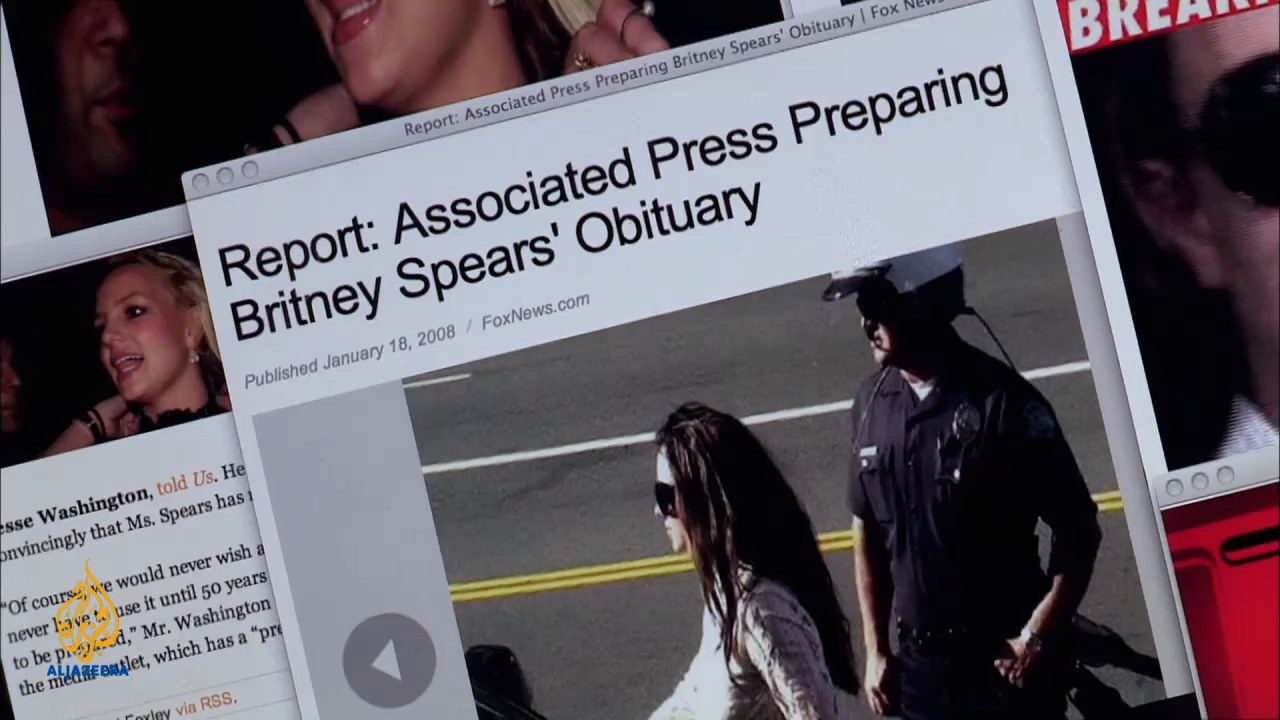 BREAK
Report: Associated Press Preparing Britney Spears' Obituary | Fox News
Report: Associated Press Preparing
Britney Spears' Obituary
Published January 18, 2008 / FoxNews.com
esse Washington, told Us. He
onvincingly that Ms. Spears has
"Of course we would never wish a
never have to use it until 50 years
to be prepared," Mr. Washington
the media outlet, which has a "pre
Foxley via RSS.
ALJAZEERA